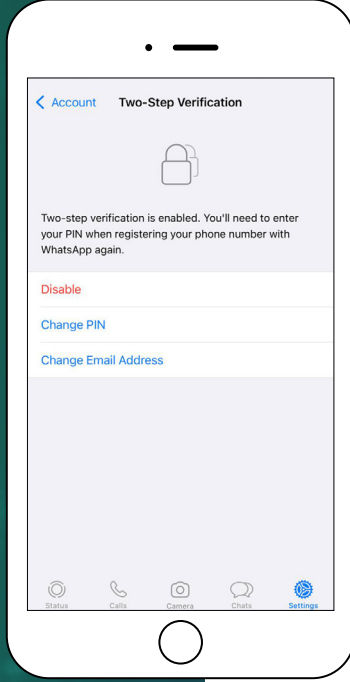 Account Two-Step Verification
Two-step verification is enabled. You'll need to enter
your PIN when registering your phone number with
WhatsApp again.
Disable
Change PIN
Change Email Address
Status Calls Camera Chats Settings